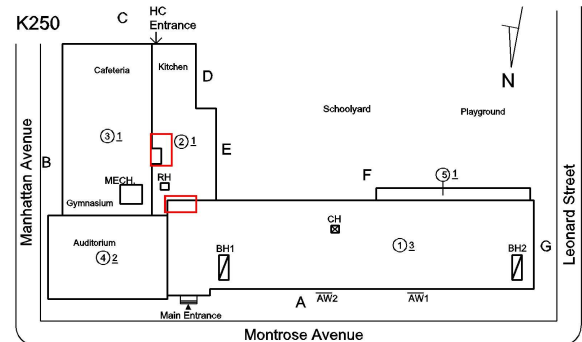 K250
C
HC
Entrance
Cafeteria
Kitchen
D
N
Schoolyard
Playground
Manhattan Avenue
B
3 1
2 1
E
F
5 1
Leonard Street
MECH.
RH
Gymnasium
CH
Auditorium
4 2
BH1
1 3
BH2
G
A
AW2
AW1
Main Entrance
Montrose Avenue